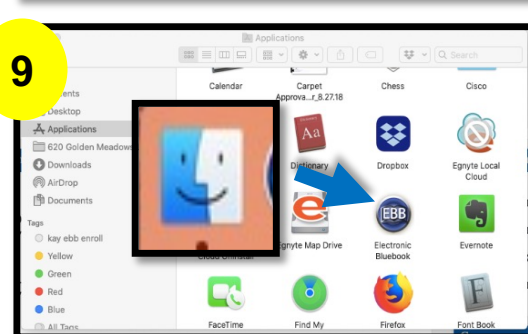 9
Applications
Search
Desktop
Applications
620 Golden Meadow
Downloads
AirDrop
Documents
Tags
kay ebb enroll
Yellow
Green
Red
Blue
All Tags
Calendar
Carpet
Approva...r_8.27.18
Chess
Cisco
Aa
Dictionary
Dropbox
Egnyte Local
Cloud
EBB
Egnyte Map Drive
Electronic
Bluebook
Evernote
F
FaceTime
Find My
Firefox
Font Book